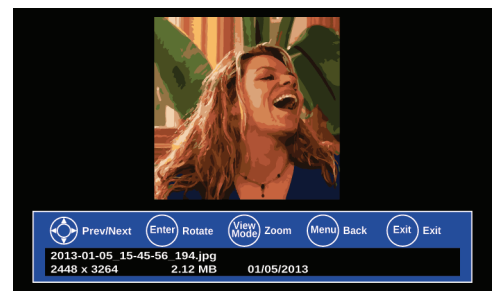 Prev/Next Enter Rotate View Mode Zoom Menu Back Exit Exit
2013-01-05_15-45-56_194.jpg
2448 x 3264 2.12 MB 01/05/2013